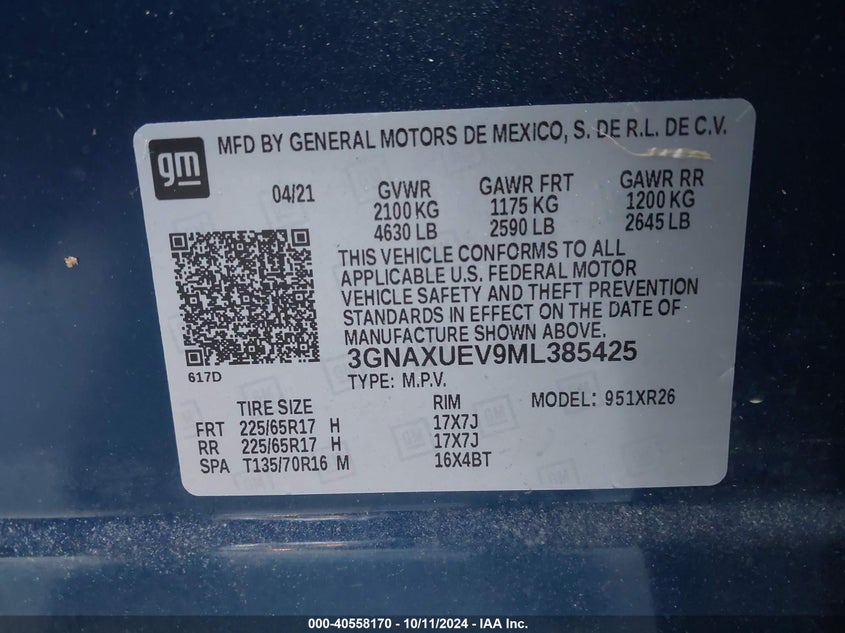 gm
MFD BY GENERAL MOTORS DE MEXICO, S. DE R.L. DE C.V.
04/21 GVWR GAWR FRT GAWR RR
2100 KG 1175 KG 1200 KG
4630 LB 2590 LB 2645 LB
THIS VEHICLE CONFORMS TO ALL
APPLICABLE U.S. FEDERAL MOTOR
VEHICLE SAFETY AND THEFT PREVENTION
STANDARDS IN EFFECT ON THE DATE OF
MANUFACTURE SHOWN ABOVE.
3GNAXUEV9ML385425
617D
TYPE: M.P.V.
TIRE SIZE RIM MODEL: 951XR26
FRT 225/65R17 H 17X7J
RR 225/65R17 H 17X7J
SPA T135/70R16 M 16X4BT
000-40558170 - 10/11/2024 - IAA Inc.